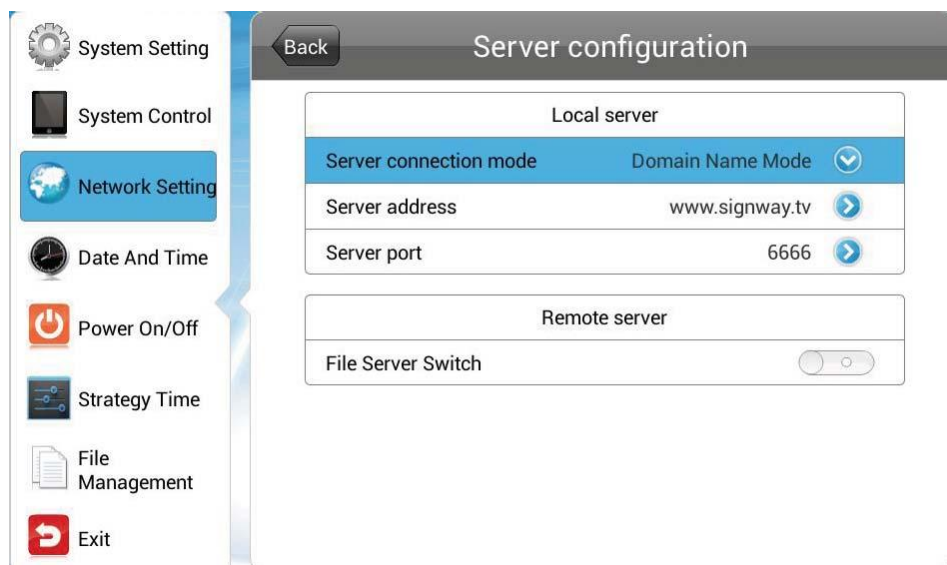 System Setting
System Control
Network Setting
Date And Time
Power On/Off
Strategy Time
File
Management
Exit
Back
Server configuration
Local server
Server connection mode Domain Name Mode
Server address www.signway.tv
Server port 6666
Remote server
File Server Switch